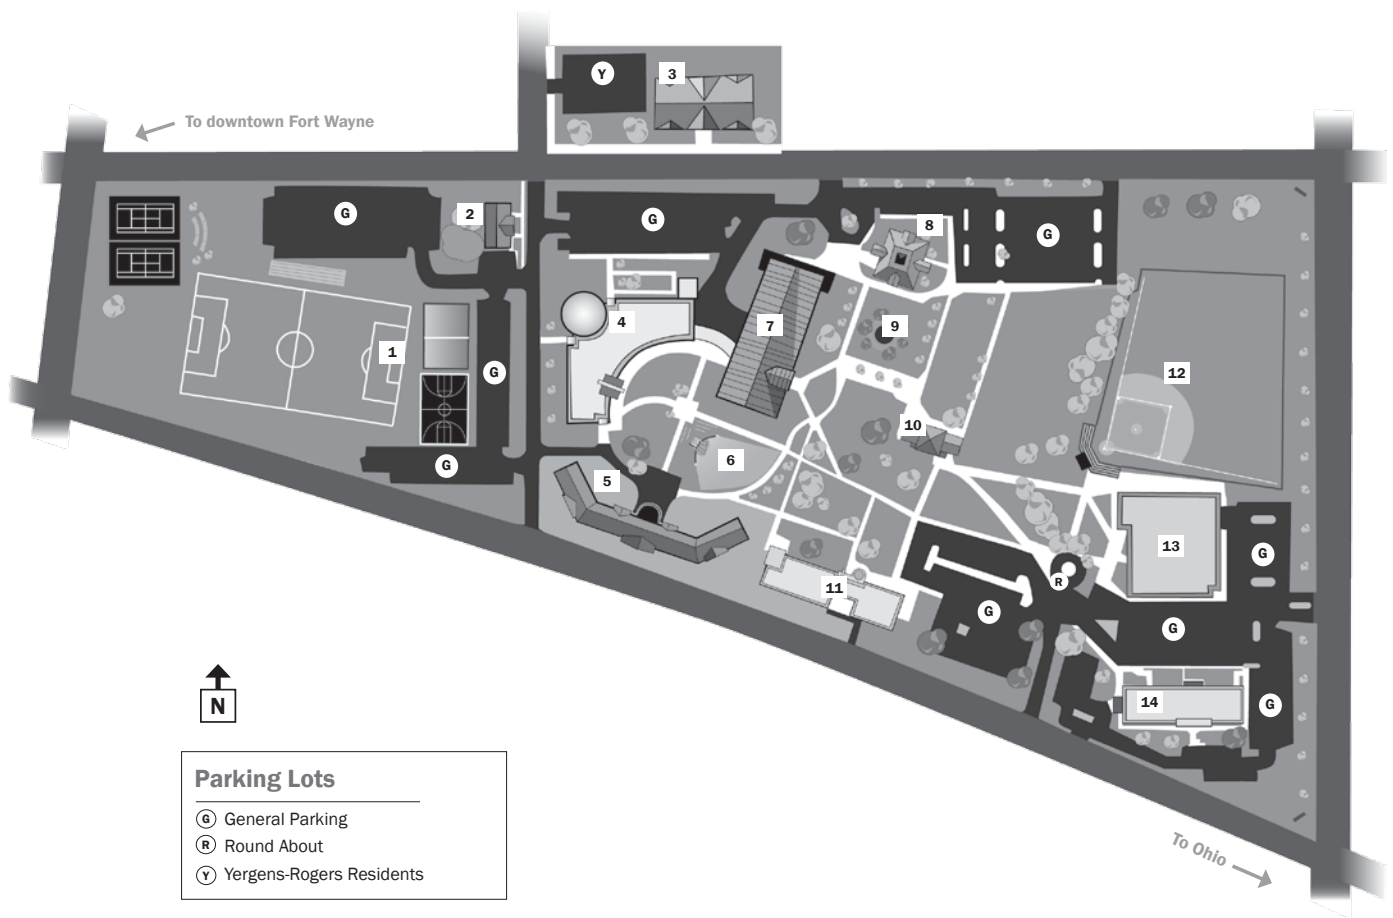 Y
3
To downtown Fort Wayne
G
2
G
8
G
4
7
9
1
G
12
10
G
6
5
13
G
11
R
G
G
14
G
N
To Ohio
Parking Lots
G General Parking
R Round About
Y Yergens-Rogers Residents